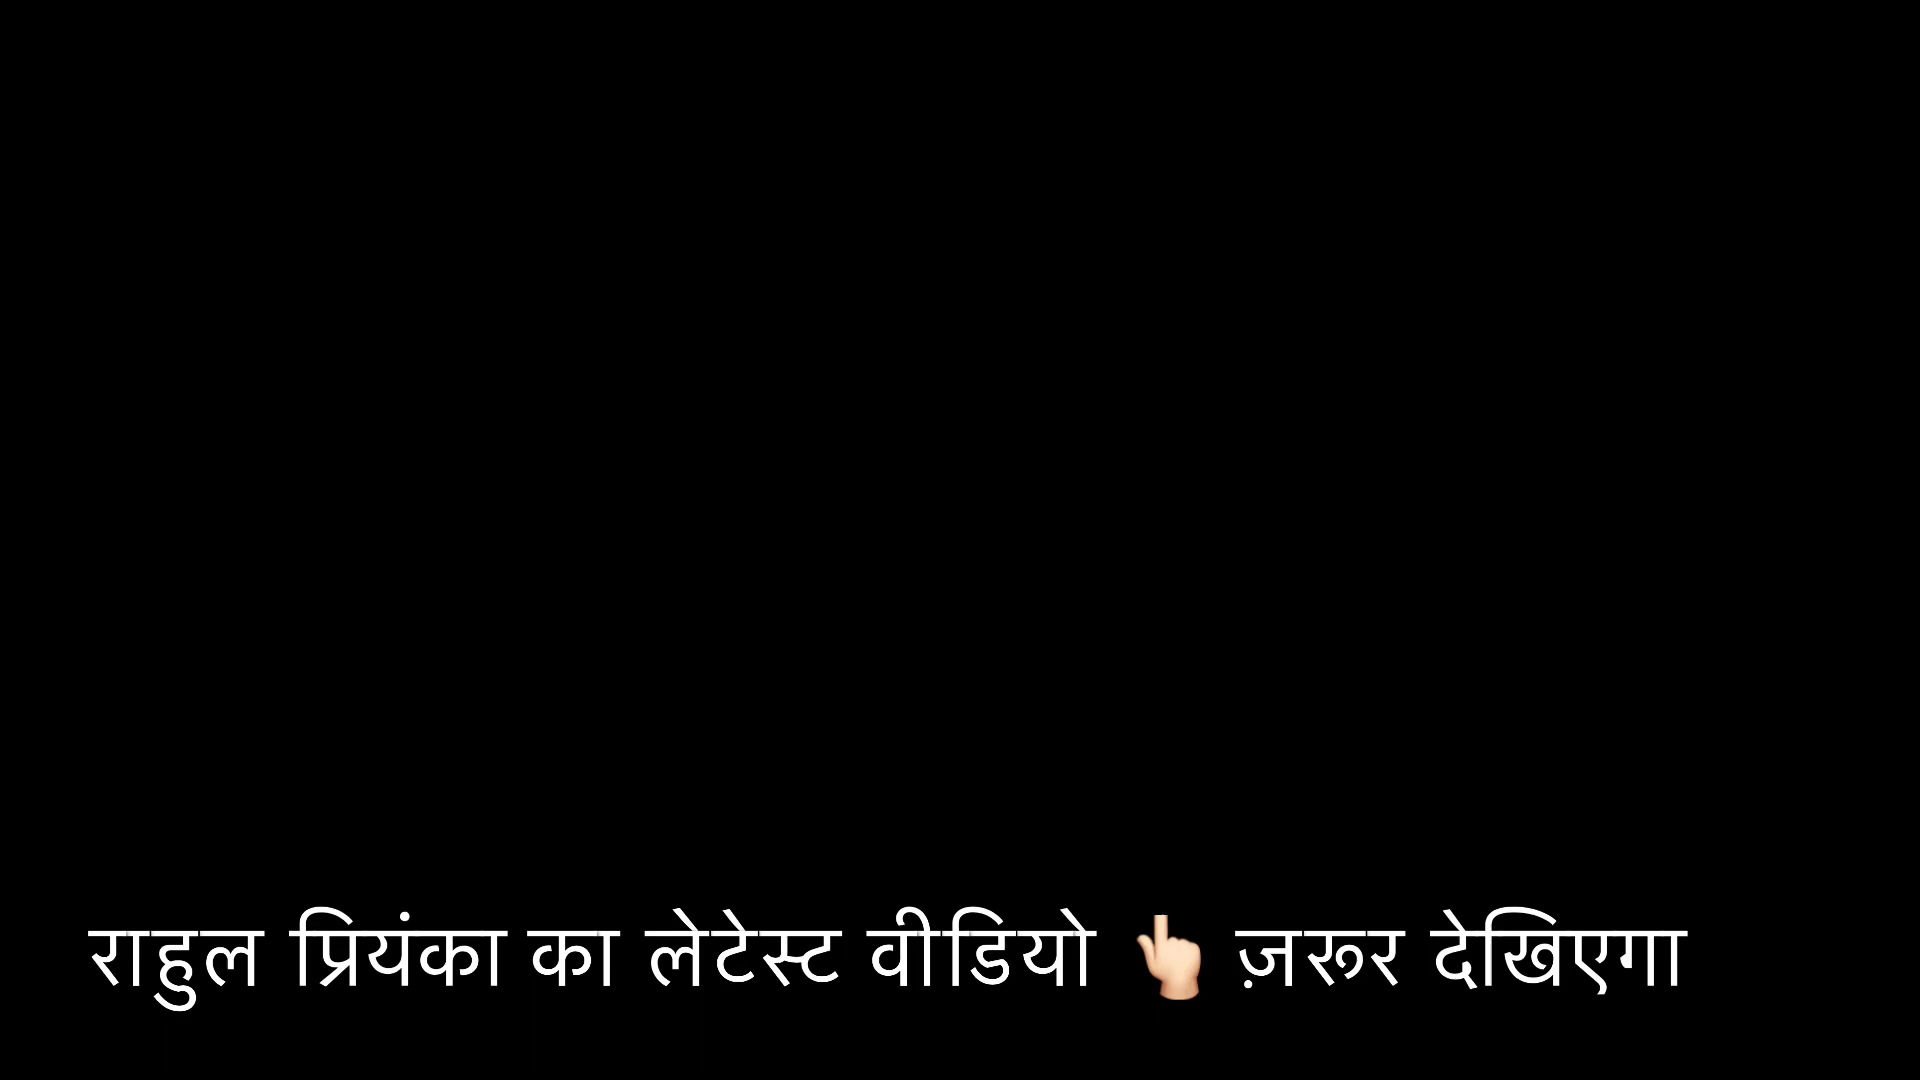 राहुल प्रियंका का लेटेस्ट वीडियो 👆🏻 ज़रूर देखिएगा